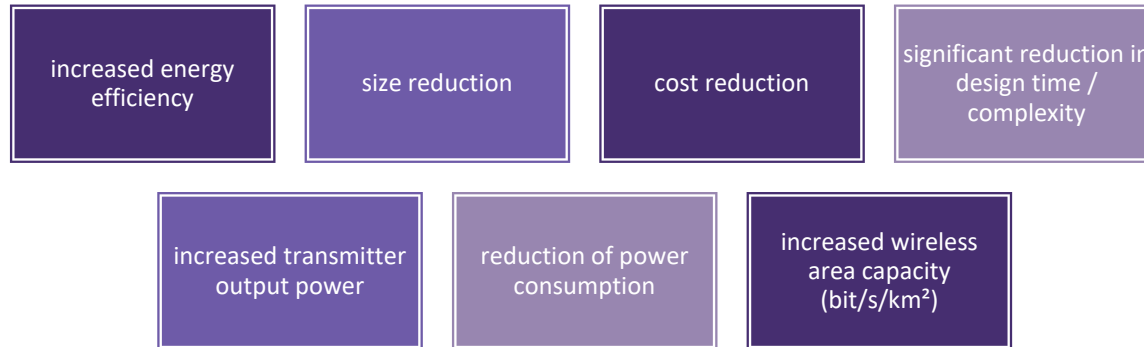 increased energy
efficiency
size reduction
cost reduction
significant reduction in
design time /
complexity
increased transmitter
output power
reduction of power
consumption
increased wireless
area capacity
(bit/s/km²)